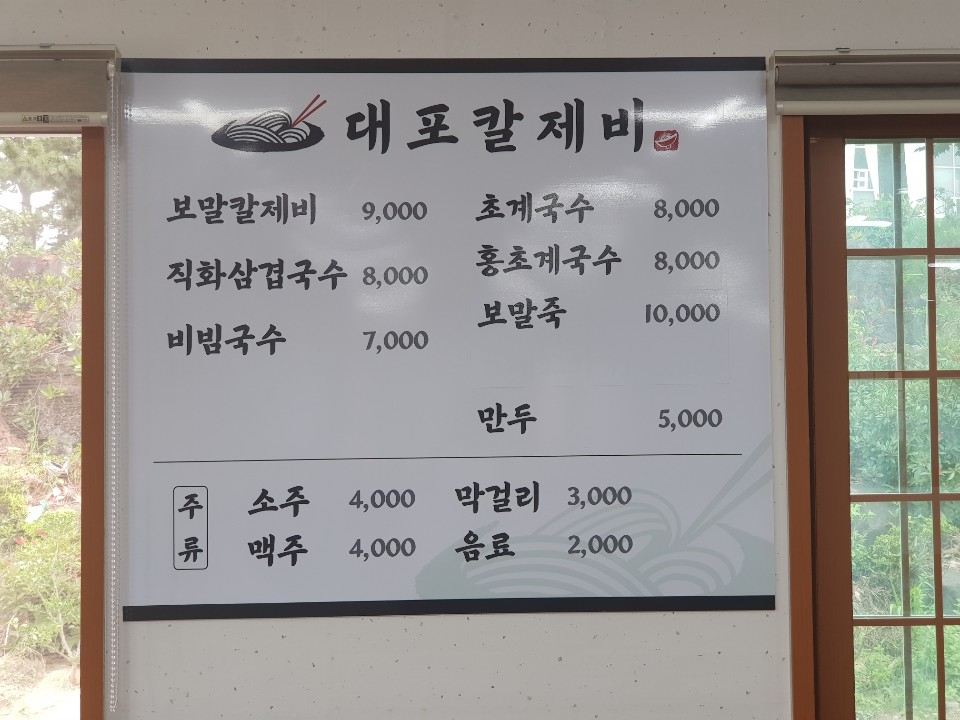 대포칼제비
보말칼제비 9,000
직화삼겹국수 8,000
비빔국수 7,000
초계국수 8,000
홍초계국수 8,000
보말죽 10,000
만두 5,000
주류
소주 4,000 막걸리 3,000
맥주 4,000 음료 2,000